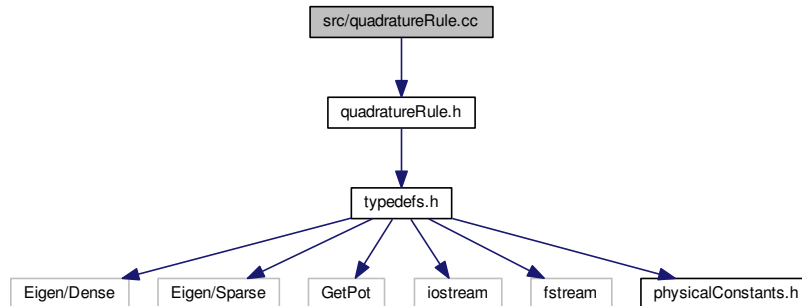 src/quadratureRule.cc
quadratureRule.h
typedefs.h
Eigen/Dense
Eigen/Sparse
GetPot
iostream
fstream
physicalConstants.h